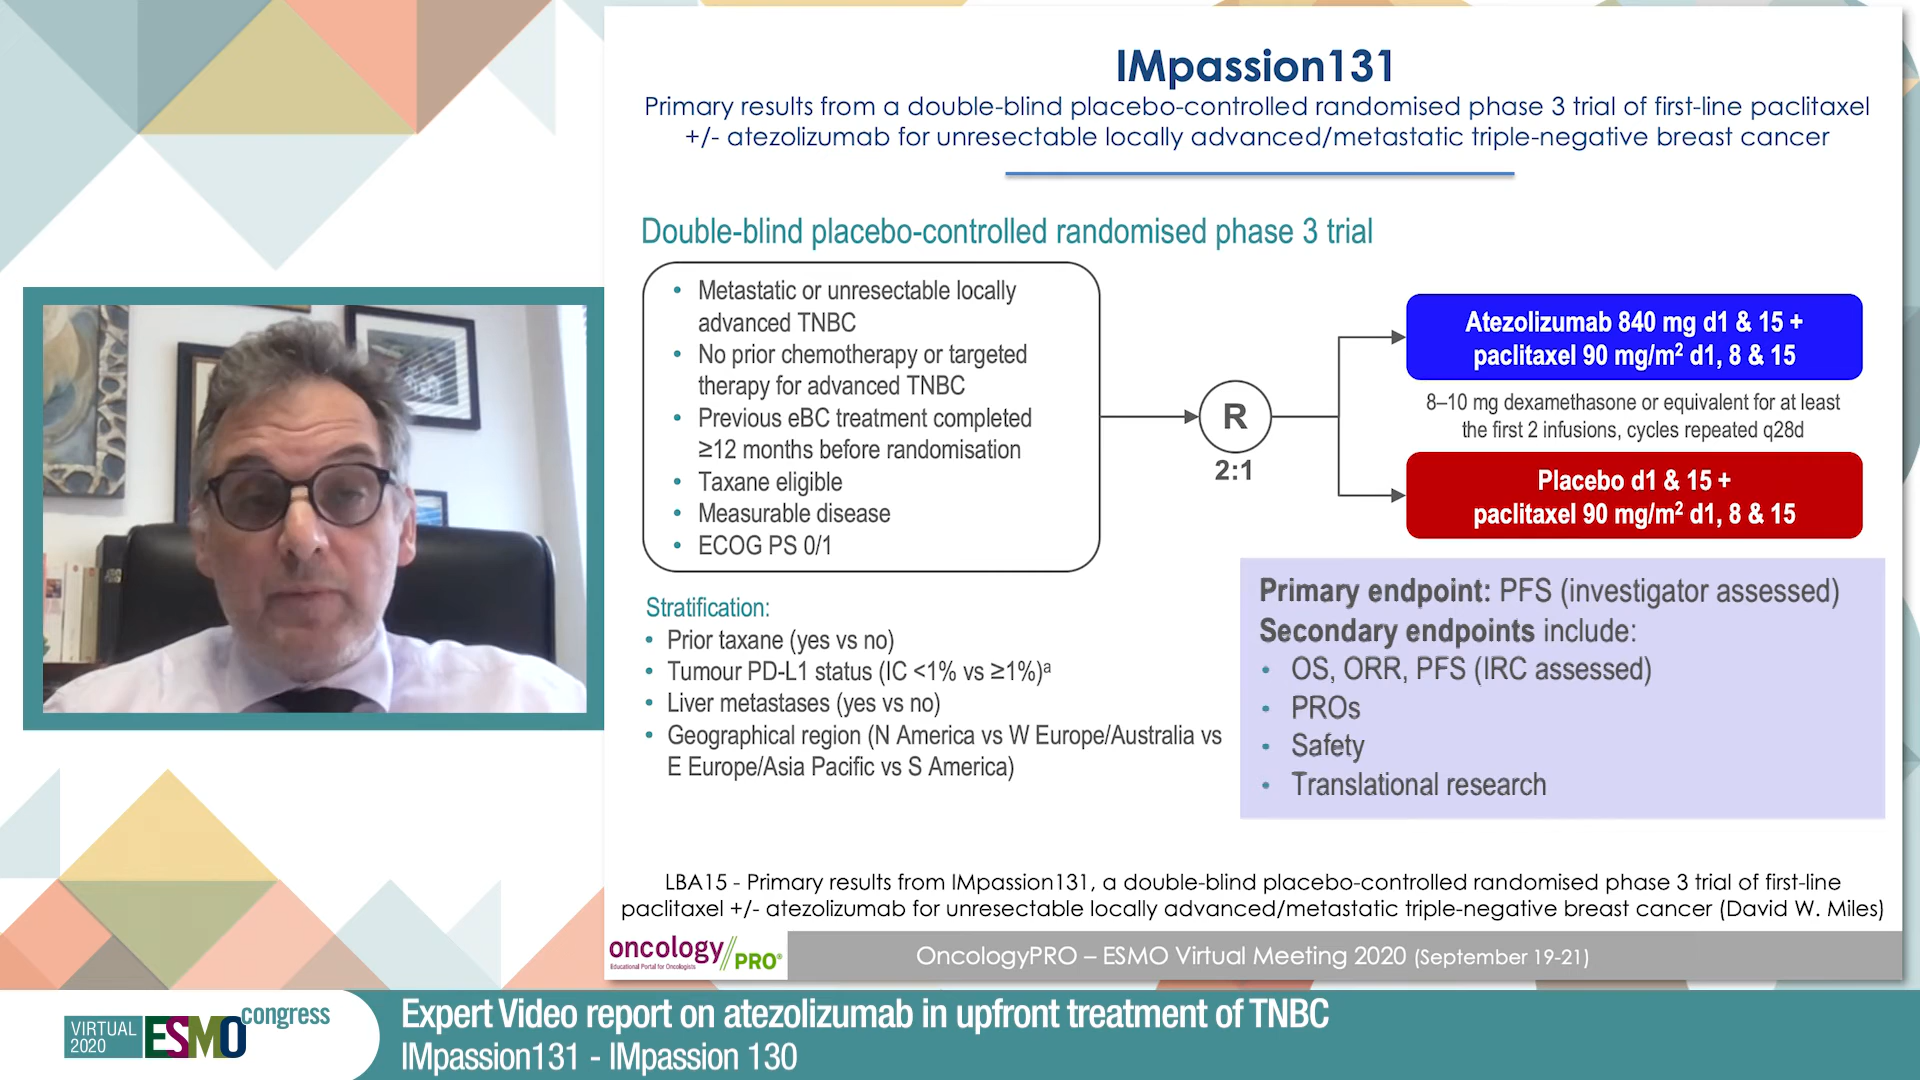 IMpassion131
Primary results from a double-blind placebo-controlled randomised phase 3 trial of first-line paclitaxel
+/- atezolizumab for unresectable locally advanced/metastatic triple-negative breast cancer
Double-blind placebo-controlled randomised phase 3 trial
• Metastatic or unresectable locally
advanced TNBC
• No prior chemotherapy or targeted
therapy for advanced TNBC
• Previous eBC treatment completed
≥12 months before randomisation
• Taxane eligible
• Measurable disease
• ECOG PS 0/1
R
2:1
Atezolizumab 840 mg d1 & 15 +
paclitaxel 90 mg/m² d1, 8 & 15
8–10 mg dexamethasone or equivalent for at least
the first 2 infusions, cycles repeated q28d
Placebo d1 & 15 +
paclitaxel 90 mg/m² d1, 8 & 15
Stratification:
• Prior taxane (yes vs no)
• Tumour PD-L1 status (IC <1% vs ≥1%)ᵃ
• Liver metastases (yes vs no)
• Geographical region (N America vs W Europe/Australia vs
E Europe/Asia Pacific vs S America)
Primary endpoint: PFS (investigator assessed)
Secondary endpoints include:
• OS, ORR, PFS (IRC assessed)
• PROs
• Safety
• Translational research
LBA15 - Primary results from IMpassion131, a double-blind placebo-controlled randomised phase 3 trial of first-line
paclitaxel +/- atezolizumab for unresectable locally advanced/metastatic triple-negative breast cancer (David W. Miles)
oncology//PRO®
Educational Portal for Oncologists
OncologyPRO – ESMO Virtual Meeting 2020 (September 19-21)
VIRTUAL
2020
ESMO congress
Expert Video report on atezolizumab in upfront treatment of TNBC
IMpassion131 - IMpassion 130